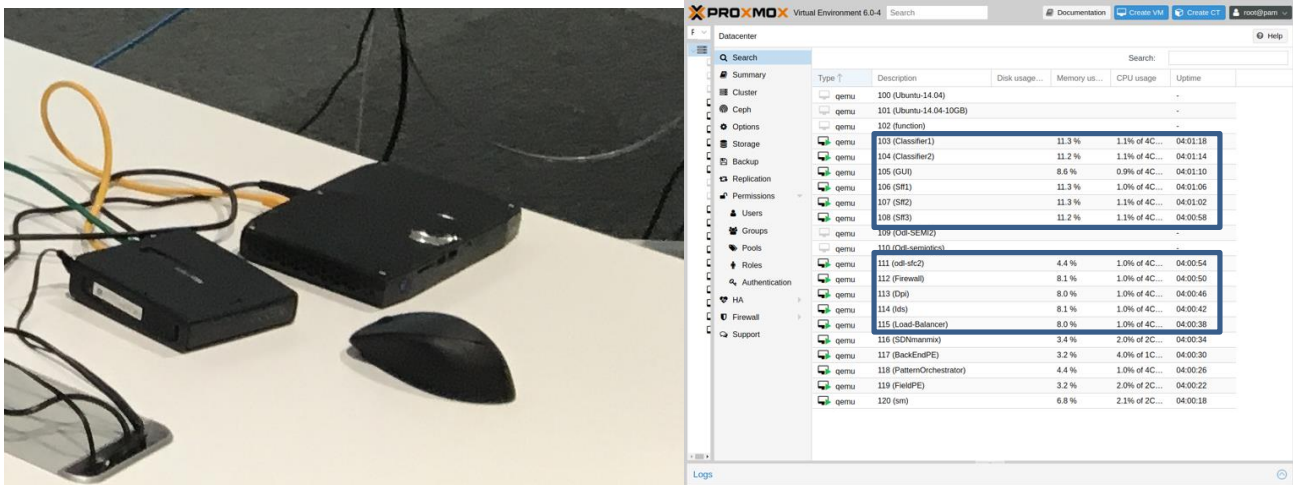 PROXMOX Virtual Environment 6.0-4 Search Documentation Create VM Create CT root@pam
Datacenter Help
Search Search:
Summary
Cluster
Ceph
Options
Storage
Backup
Replication
Permissions
Users
Groups
Pools
Roles
Authentication
HA
Firewall
Support
Type Description Disk usage... Memory us... CPU usage Uptime
qemu 100 (Ubuntu-14.04) -
qemu 101 (Ubuntu-14.04-10GB) -
qemu 102 (function) -
qemu 103 (Classifier1) 11.3 % 1.1% of 4C... 04:01:18
qemu 104 (Classifier2) 11.2 % 1.1% of 4C... 04:01:14
qemu 105 (GUI) 8.6 % 0.9% of 4C... 04:01:10
qemu 106 (Sff1) 11.3 % 1.0% of 4C... 04:01:06
qemu 107 (Sff2) 11.3 % 1.1% of 4C... 04:01:02
qemu 108 (Sff3) 11.2 % 1.1% of 4C... 04:00:58
qemu 109 (Odl-SEMI2) -
qemu 110 (Odl-semiotics) -
qemu 111 (odl-sfc2) 4.4 % 1.0% of 4C... 04:00:54
qemu 112 (Firewall) 8.1 % 1.0% of 4C... 04:00:50
qemu 113 (Dpi) 8.0 % 1.0% of 4C... 04:00:46
qemu 114 (Ids) 8.1 % 1.0% of 4C... 04:00:42
qemu 115 (Load-Balancer) 8.0 % 1.0% of 4C... 04:00:38
qemu 116 (SDNmanmix) 3.4 % 2.0% of 2C... 04:00:34
qemu 117 (BackEndPE) 3.2 % 4.0% of 1C... 04:00:30
qemu 118 (PatternOrchestrator) 4.4 % 1.0% of 4C... 04:00:26
qemu 119 (FieldPE) 3.2 % 2.0% of 2C... 04:00:22
qemu 120 (sm) 6.8 % 2.1% of 2C... 04:00:18
Logs